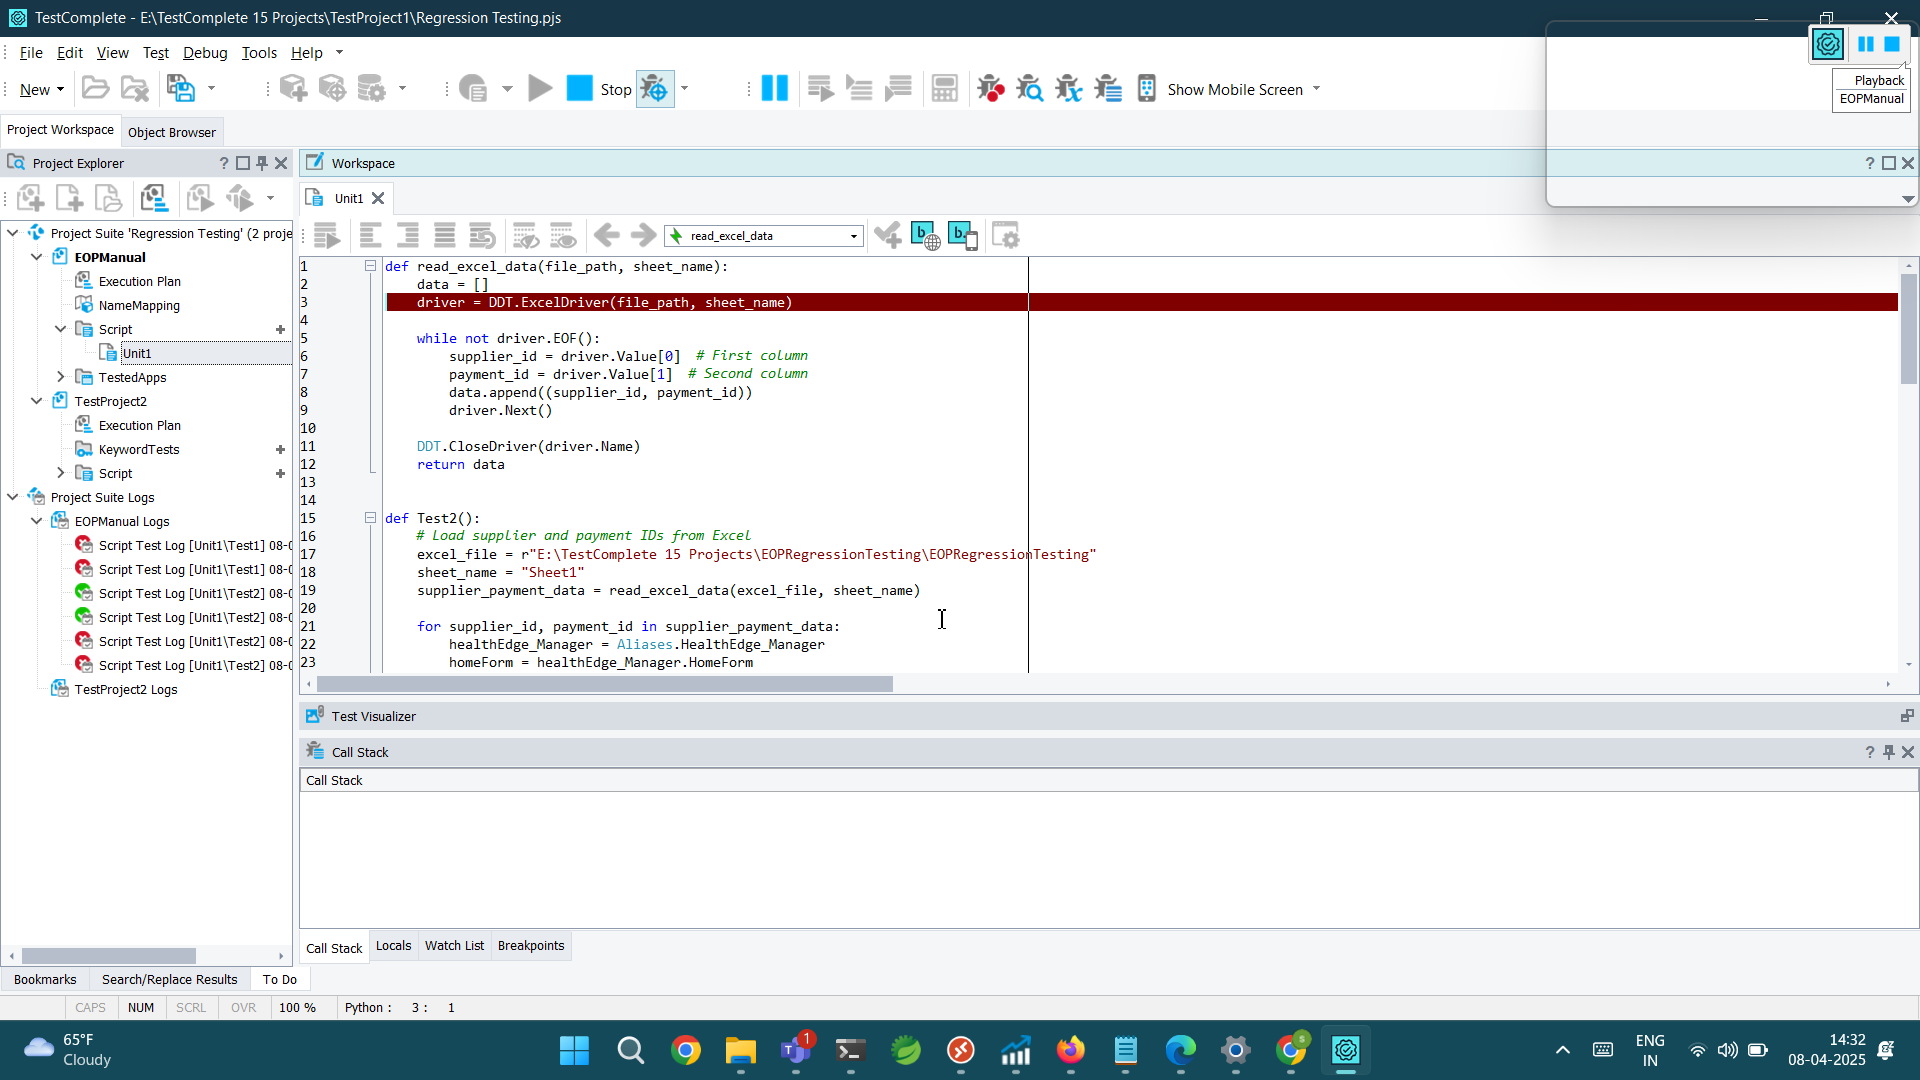 TestComplete - E:\TestComplete 15 Projects\TestProject1\Regression Testing.pjs
File Edit View Test Debug Tools Help
New
Stop
Show Mobile Screen
Playback
EOPManual
Project Workspace
Object Browser
Project Explorer
?
Workspace
?
Unit1
read_excel_data
Project Suite 'Regression Testing' (2 proje
EOPManual
Execution Plan
NameMapping
Script
Unit1
TestedApps
TestProject2
Execution Plan
KeywordTests
Script
Project Suite Logs
EOPManual Logs
Script Test Log [Unit1\Test1] 08-0
Script Test Log [Unit1\Test1] 08-0
Script Test Log [Unit1\Test2] 08-0
Script Test Log [Unit1\Test2] 08-0
Script Test Log [Unit1\Test2] 08-0
Script Test Log [Unit1\Test2] 08-0
TestProject2 Logs
1 def read_excel_data(file_path, sheet_name):
2 data = []
3 driver = DDT.ExcelDriver(file_path, sheet_name)
4
5 while not driver.EOF():
6 supplier_id = driver.Value[0] # First column
7 payment_id = driver.Value[1] # Second column
8 data.append((supplier_id, payment_id))
9 driver.Next()
10
11 DDT.CloseDriver(driver.Name)
12 return data
13
14
15 def Test2():
16 # Load supplier and payment IDs from Excel
17 excel_file = r"E:\TestComplete 15 Projects\EOPRegressionTesting\EOPRegressionTesting"
18 sheet_name = "Sheet1"
19 supplier_payment_data = read_excel_data(excel_file, sheet_name)
20
21 for supplier_id, payment_id in supplier_payment_data:
22 healthEdge_Manager = Aliases.HealthEdge_Manager
23 homeForm = healthEdge_Manager.HomeForm
Test Visualizer
Call Stack
?
Call Stack
Call Stack Locals Watch List Breakpoints
Bookmarks Search/Replace Results To Do
CAPS NUM SCRL OVR 100 % Python : 3 : 1
65°F
Cloudy
1
s
ENG
IN
14:32
08-04-2025